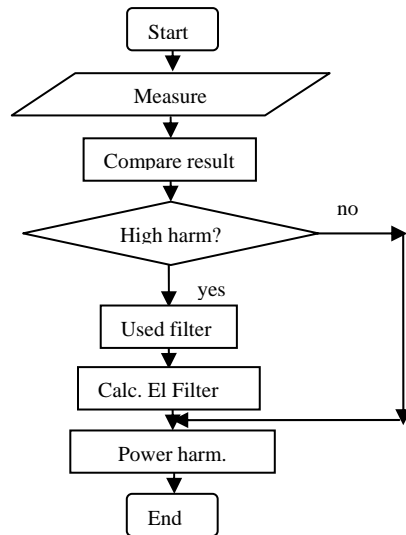 Start
Measure
Compare result
High harm?
no
yes
Used filter
Calc. El Filter
Power harm.
End